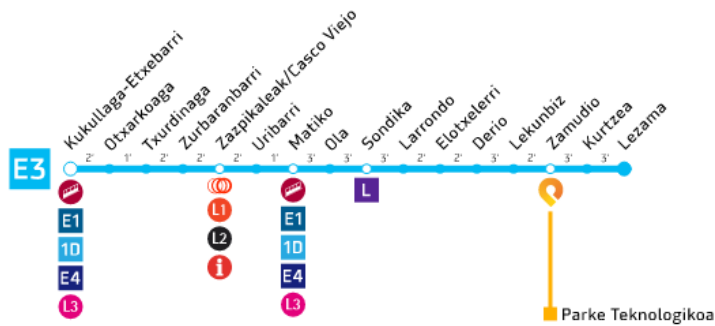 Kukullaga-Etxebarri
Otxarkoaga
Txurdinaga
Zurbaranbarri
Zazpikaleak/Casco Viejo
Uribarri
Matiko
Ola
Sondika
Larrondo
Elotxelerri
Derio
Lekunbiz
Zamudio
Kurtzea
Lezama
E3
2' 1' 2' 2' 2' 1' 3' 3' 3' 2' 2' 3' 2' 3' 3'
E1
1D
E4
L3
L1
L2
i
E1
1D
E4
L3
L
Parke Teknologikoa